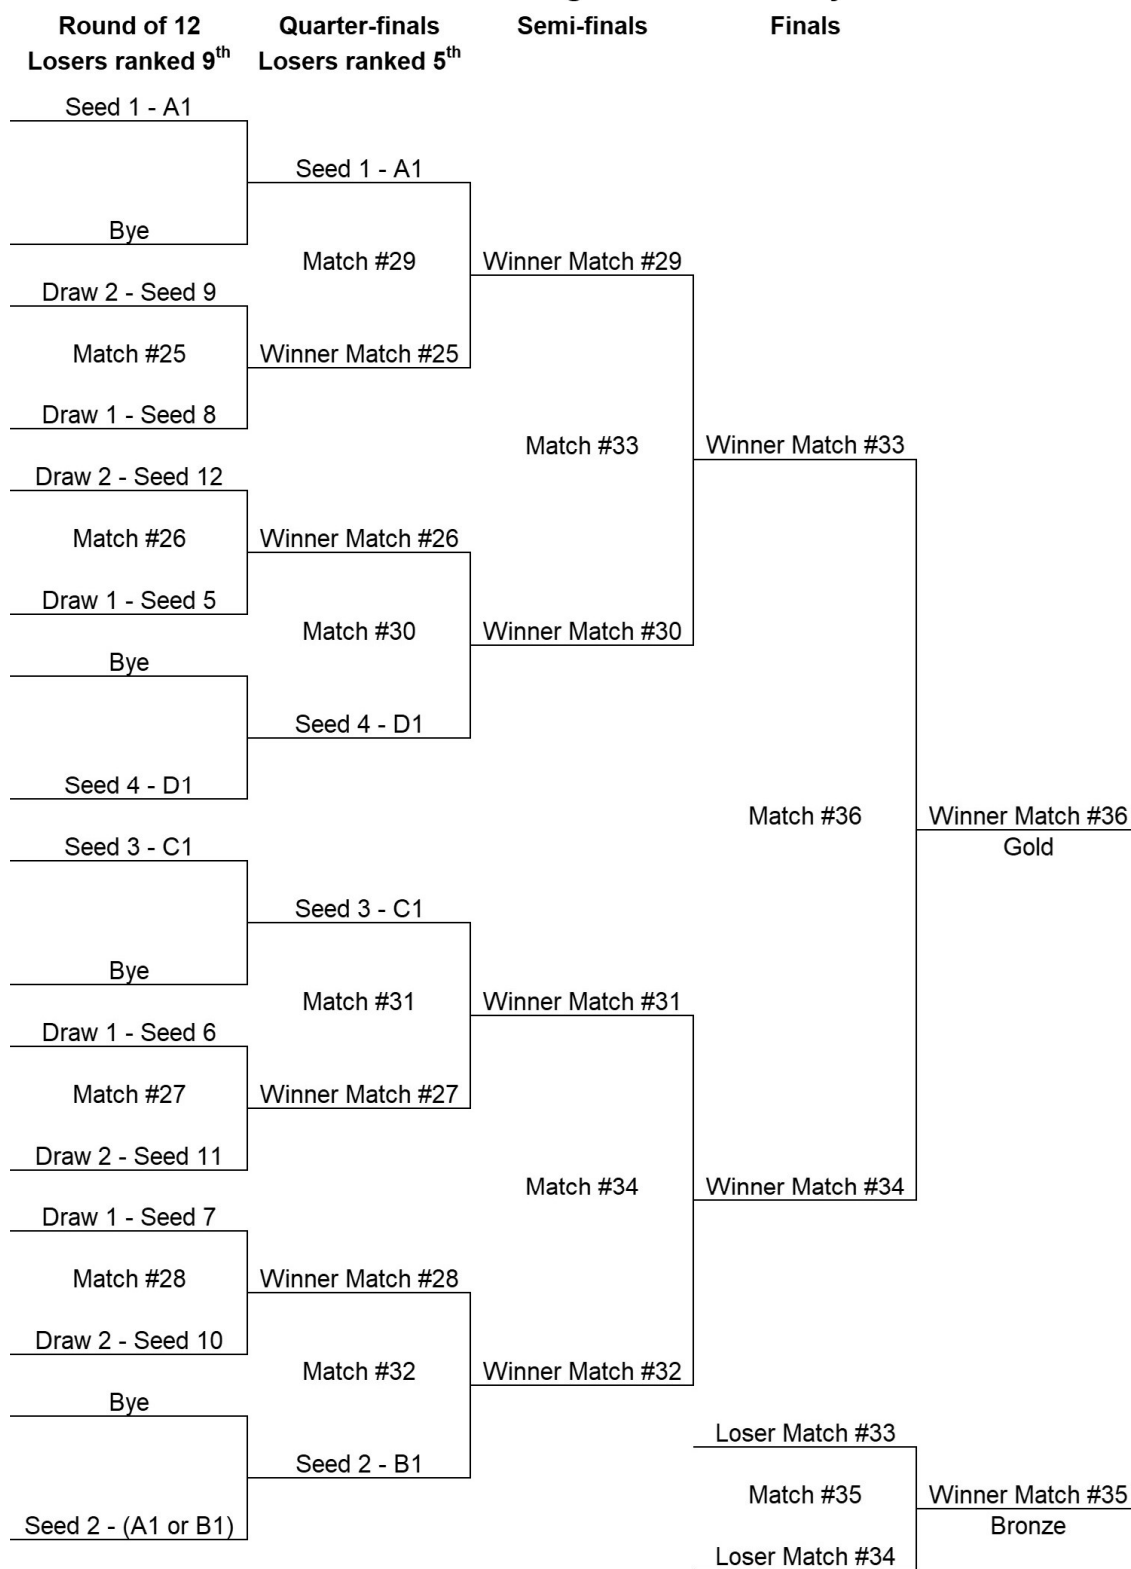 Round of 12
Losers ranked 9th
Quarter-finals
Losers ranked 5th
Semi-finals
Finals
Seed 1 - A1
Seed 1 - A1
Bye
Match #29
Winner Match #29
Draw 2 - Seed 9
Match #25
Winner Match #25
Draw 1 - Seed 8
Match #33
Winner Match #33
Draw 2 - Seed 12
Match #26
Winner Match #26
Draw 1 - Seed 5
Match #30
Winner Match #30
Bye
Seed 4 - D1
Seed 4 - D1
Match #36
Winner Match #36
Gold
Seed 3 - C1
Seed 3 - C1
Bye
Match #31
Winner Match #31
Draw 1 - Seed 6
Match #27
Winner Match #27
Draw 2 - Seed 11
Match #34
Winner Match #34
Draw 1 - Seed 7
Match #28
Winner Match #28
Draw 2 - Seed 10
Match #32
Winner Match #32
Bye
Loser Match #33
Seed 2 - B1
Match #35
Winner Match #35
Bronze
Seed 2 - (A1 or B1)
Loser Match #34